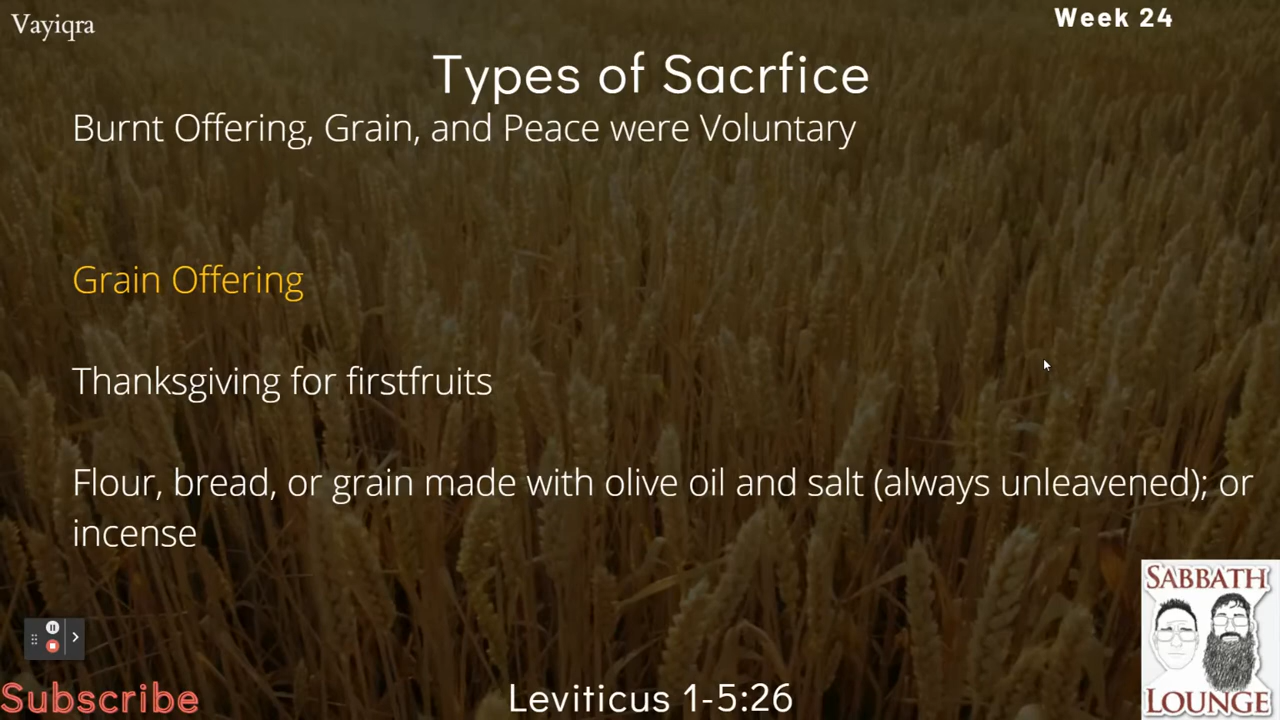 Vayiqra
Week 24
Types of Sacrfice
Burnt Offering, Grain, and Peace were Voluntary
Grain Offering
Thanksgiving for firstfruits
Flour, bread, or grain made with olive oil and salt (always unleavened); or
incense
SABBATH
LOUNGE
Subscribe
Leviticus 1-5:26